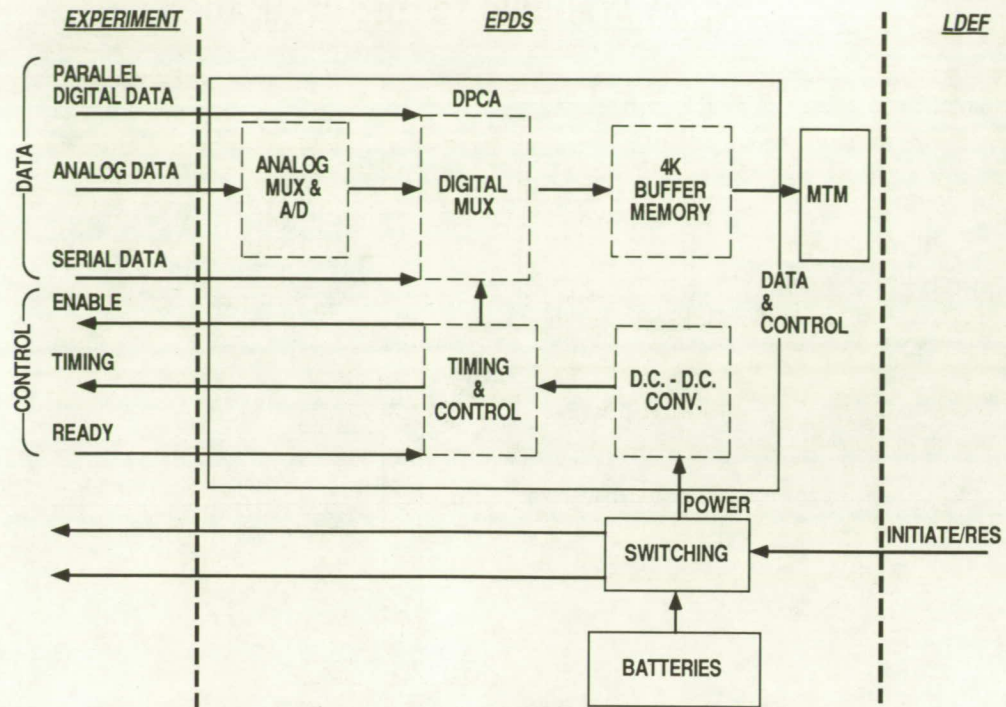 EXPERIMENT
EPDS
LDEF
DATA
PARALLEL
DIGITAL DATA
ANALOG DATA
SERIAL DATA
CONTROL
ENABLE
TIMING
READY
DPCA
ANALOG
MUX &
A/D
DIGITAL
MUX
4K
BUFFER
MEMORY
MTM
DATA
&
CONTROL
TIMING
&
CONTROL
D.C. - D.C.
CONV.
POWER
SWITCHING
INITIATE/RES
BATTERIES